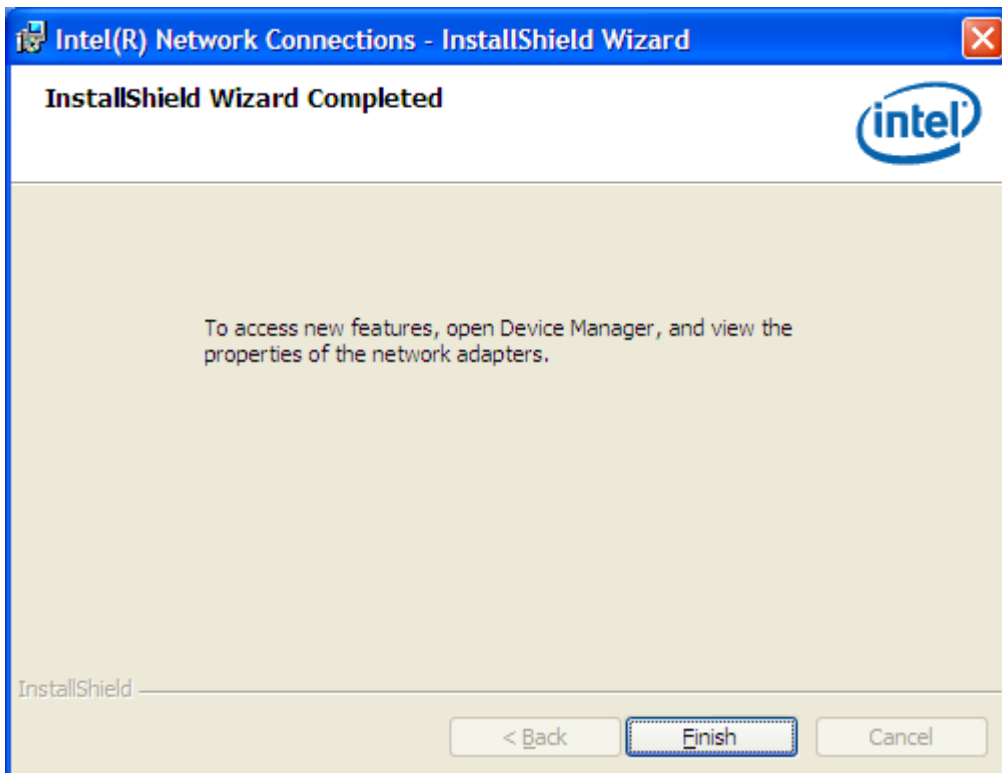 Intel(R) Network Connections - InstallShield Wizard
InstallShield Wizard Completed
intel
To access new features, open Device Manager, and view the
properties of the network adapters.
InstallShield
< Back
Finish
Cancel